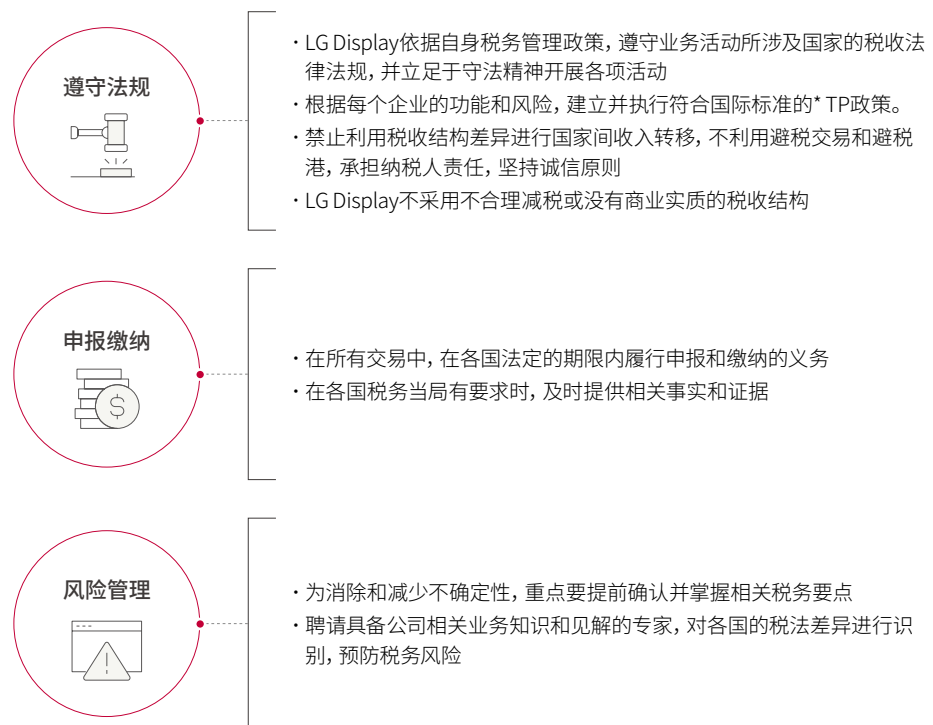 遵守法规
· LG Display依据自身税务管理政策，遵守业务活动所涉及国家的税收法
律法规，并立足于守法精神开展各项活动
· 根据每个企业的功能和风险，建立并执行符合国际标准的* TP政策。
· 禁止利用税收结构差异进行国家间收入转移，不利用避税交易和避税
港，承担纳税人责任，坚持诚信原则
· LG Display不采用不合理减税或没有商业实质的税收结构
申报缴纳
$
· 在所有交易中，在各国法定的期限内履行申报和缴纳的义务
· 在各国税务当局有要求时，及时提供相关事实和证据
风险管理
· 为消除和减少不确定性，重点要提前确认并掌握相关税务要点
· 聘请具备公司相关业务知识和见解的专家，对各国的税法差异进行识
别，预防税务风险